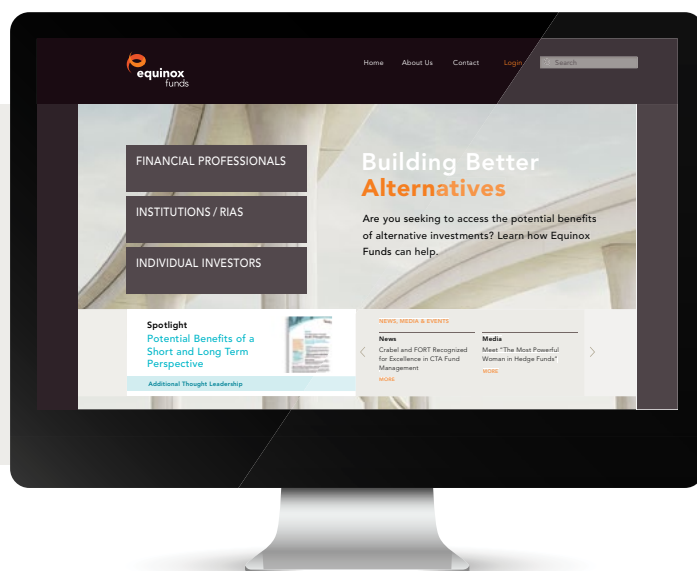 equinox
funds
Home About Us Contact Login Search
FINANCIAL PROFESSIONALS
INSTITUTIONS / RIAS
INDIVIDUAL INVESTORS
Building Better
Alternatives
Are you seeking to access the potential benefits
of alternative investments? Learn how Equinox
Funds can help.
Spotlight
Potential Benefits of a
Short and Long Term
Perspective
Additional Thought Leadership
NEWS, MEDIA & EVENTS
News
Crabel and FORT Recognized
for Excellence in CTA Fund
Management
MORE
Media
Meet “The Most Powerful
Woman in Hedge Funds”
MORE